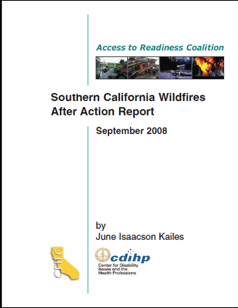 Access to Readiness Coalition
Southern California Wildfires
After Action Report
September 2008
by
June Isaacson Kailes
cdihp
Center for Disability
Issues and the
Health Professions